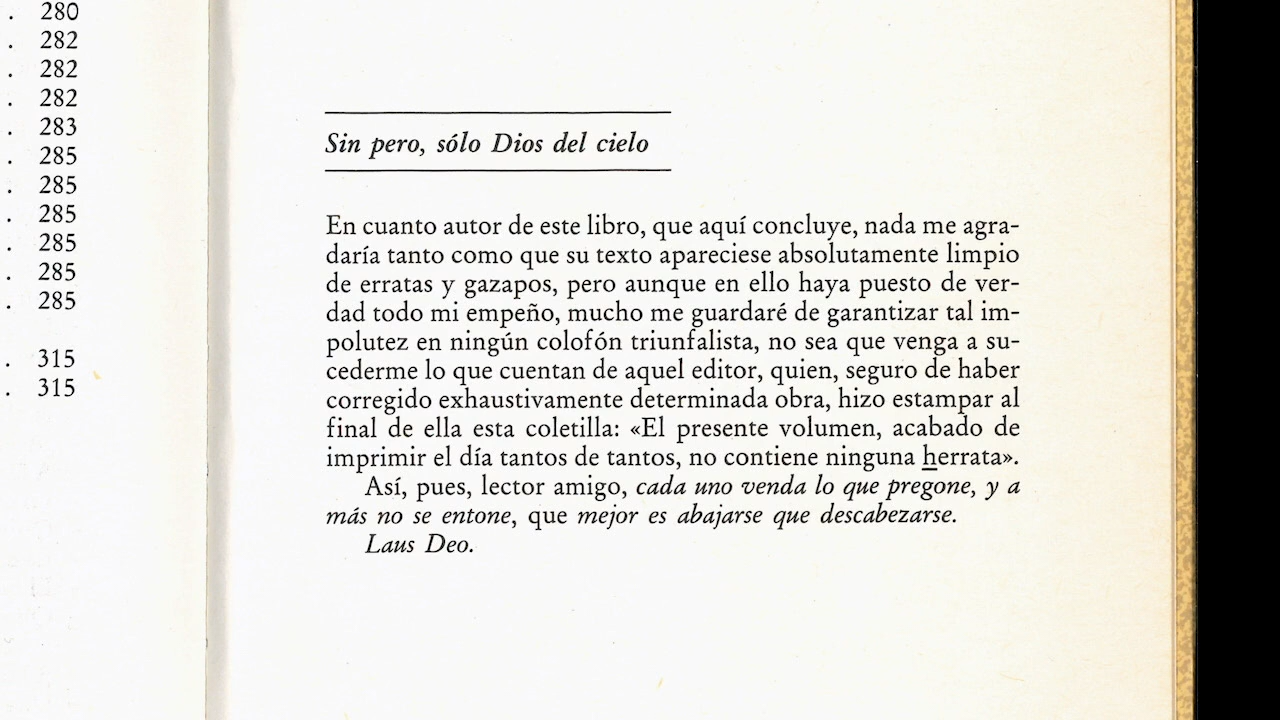 . 280
. 282
. 282
. 282
. 283
. 285
. 285
. 285
. 285
. 285
. 285
. 315
. 315
Sin pero, sólo Dios del cielo
En cuanto autor de este libro, que aquí concluye, nada me agra-
daría tanto como que su texto apareciese absolutamente limpio
de erratas y gazapos, pero aunque en ello haya puesto de ver-
dad todo mi empeño, mucho me guardaré de garantizar tal im-
polutez en ningún colofón triunfalista, no sea que venga a su-
cederme lo que cuentan de aquel editor, quien, seguro de haber
corregido exhaustivamente determinada obra, hizo estampar al
final de ella esta coletilla: «El presente volumen, acabado de
imprimir el día tantos de tantos, no contiene ninguna herrata».
Así, pues, lector amigo, cada uno venda lo que pregone, y a
más no se entone, que mejor es abajarse que descabezarse.
Laus Deo.